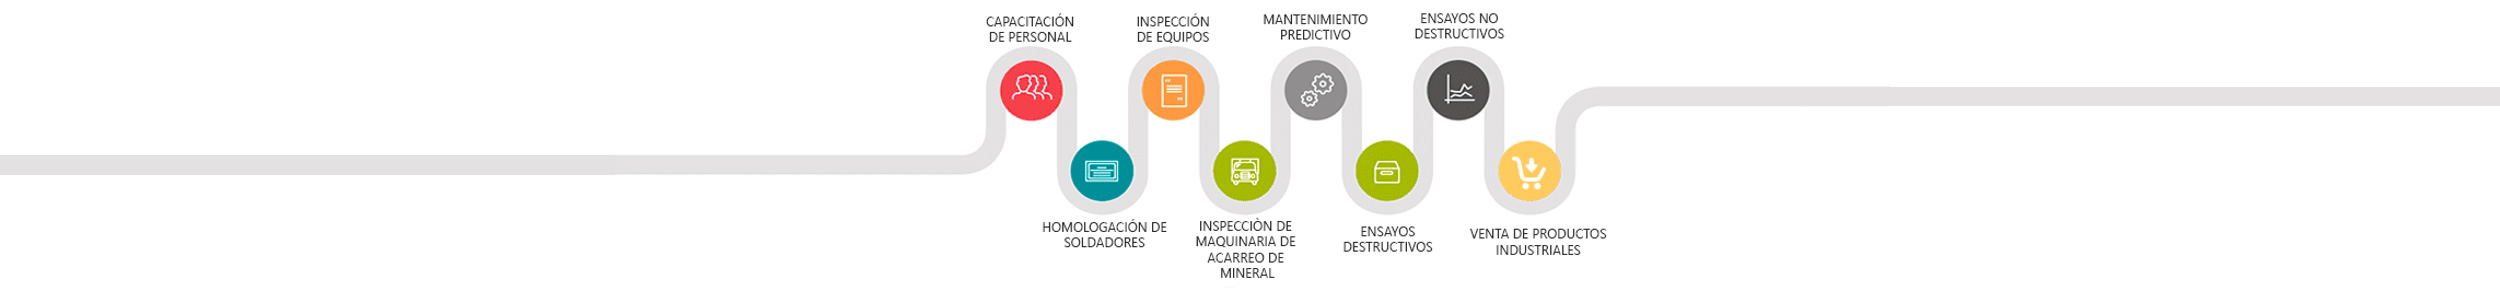 CAPACITACIÓN
DE PERSONAL
HOMOLOGACIÓN DE
SOLDADORES
INSPECCIÓN
DE EQUIPOS
INSPECCIÒN DE
MAQUINARIA DE
ACARREO DE
MINERAL
MANTENIMIENTO
PREDICTIVO
ENSAYOS
DESTRUCTIVOS
ENSAYOS NO
DESTRUCTIVOS
VENTA DE PRODUCTOS
INDUSTRIALES